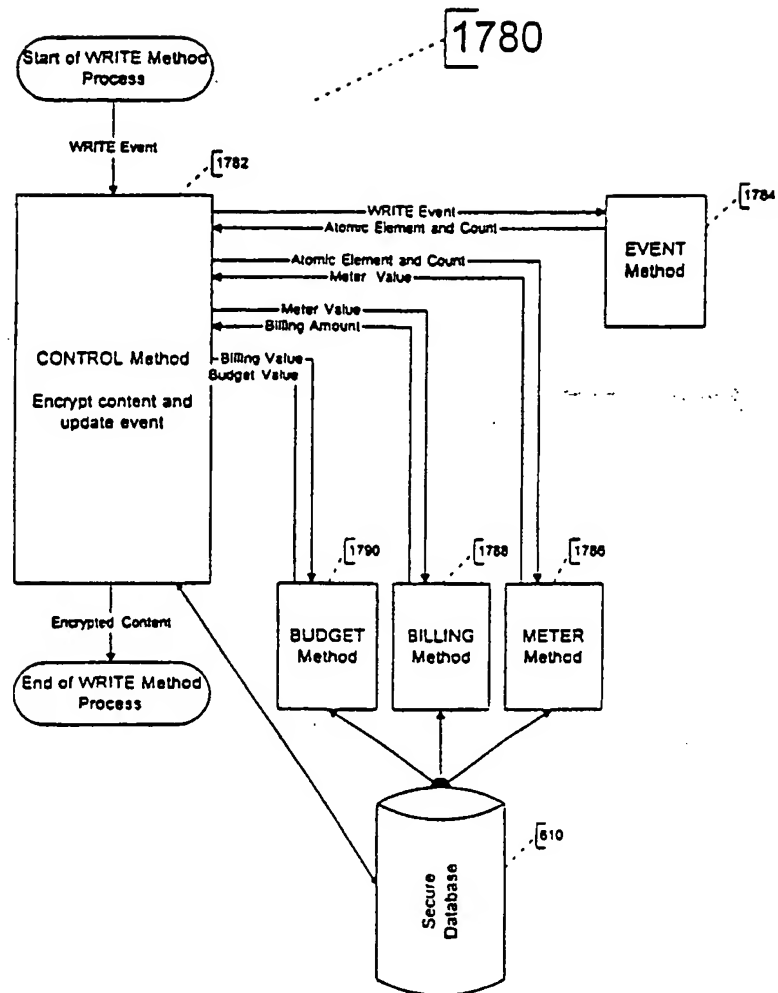 1780
Start of WRITE Method
Process
WRITE Event
1782
WRITE Event
Atomic Element and Count
1784
EVENT
Method
Atomic Element and Count
Meter Value
Meter Value
Billing Amount
CONTROL Method
Encrypt content and
update event
Billing Value
Budget Value
1790
1788
1786
BUDGET
Method
BILLING
Method
METER
Method
Encrypted Content
End of WRITE Method
Process
610
Secure
Database